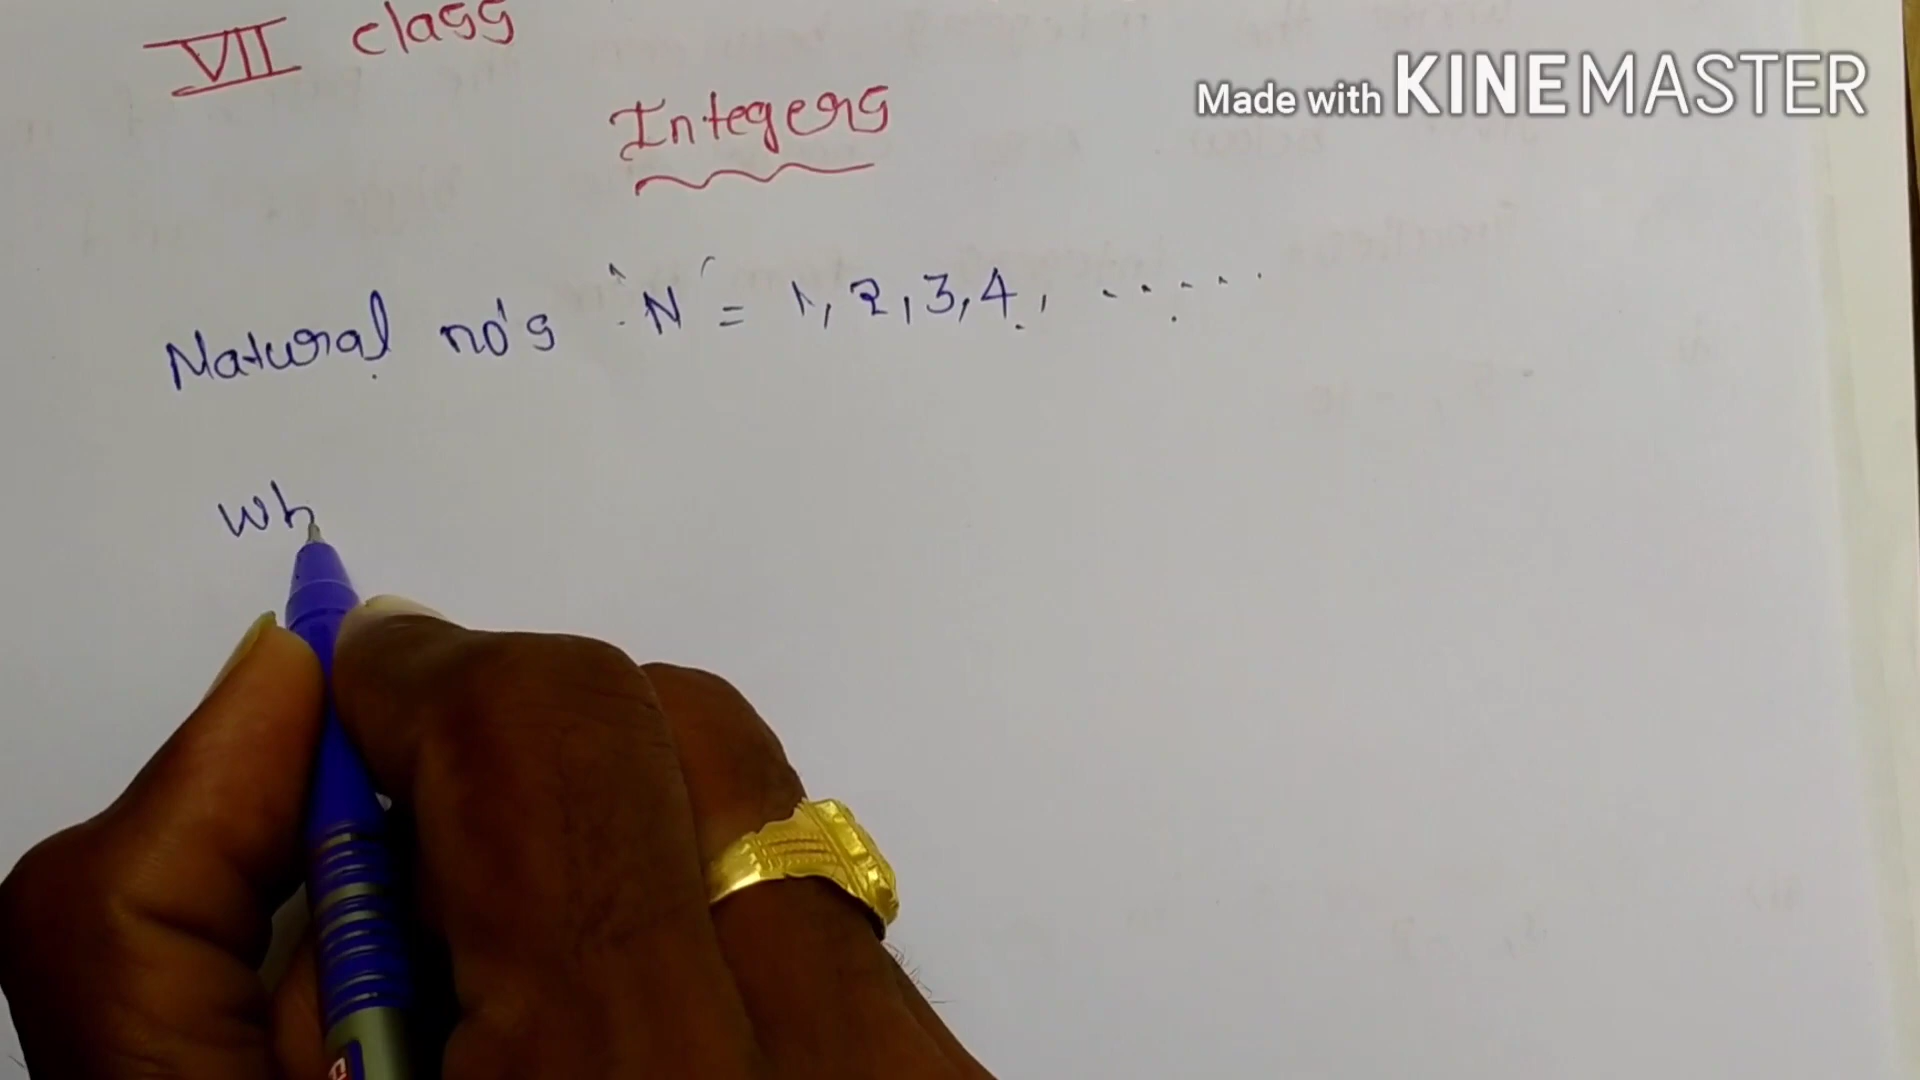 VII class
Made with KINEMASTER
Integers
Natural no's 'N' = 1, 2, 3, 4, .....
Wh